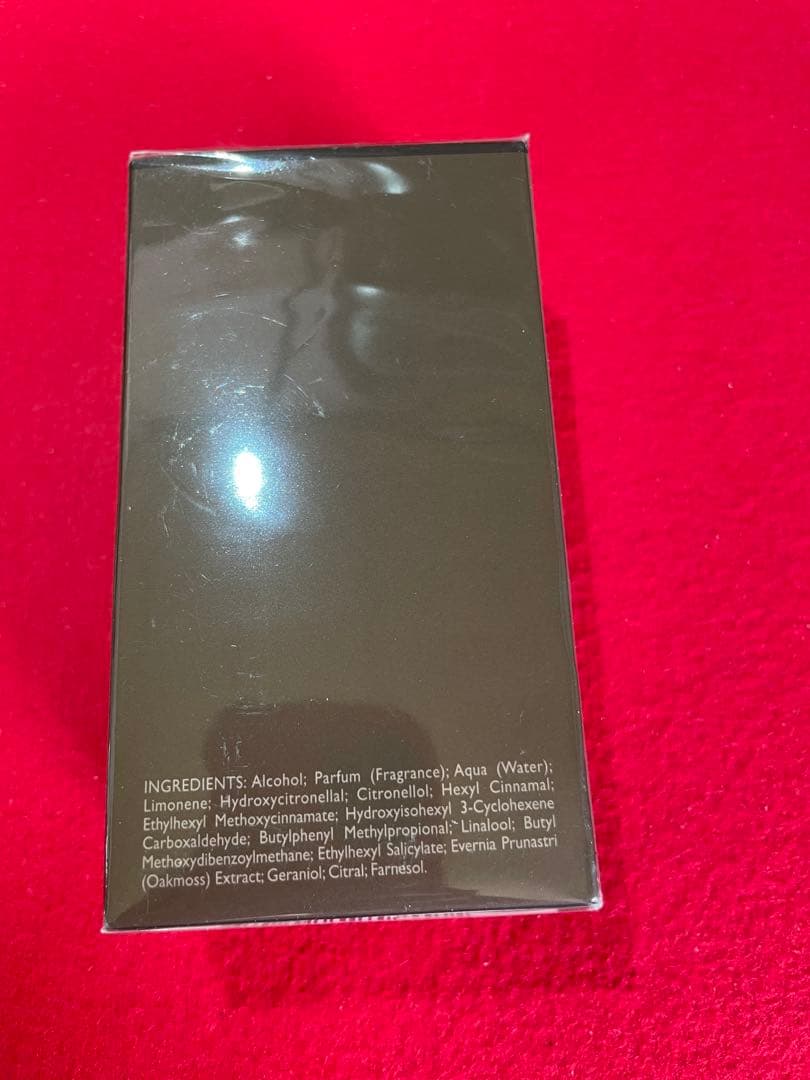 INGREDIENTS: Alcohol; Parfum (Fragrance); Aqua (Water);
Limonene; Hydroxycitronellal; Citronellol; Hexyl Cinnamal;
Ethylhexyl Methoxycinnamate; Hydroxyisohexyl 3-Cyclohexene
Carboxaldehyde; Butylphenyl Methylpropional; Linalool; Butyl
Methoxydibenzoylmethane; Ethylhexyl Salicylate; Evernia Prunastri
(Oakmoss) Extract; Geraniol; Citral; Farnesol.